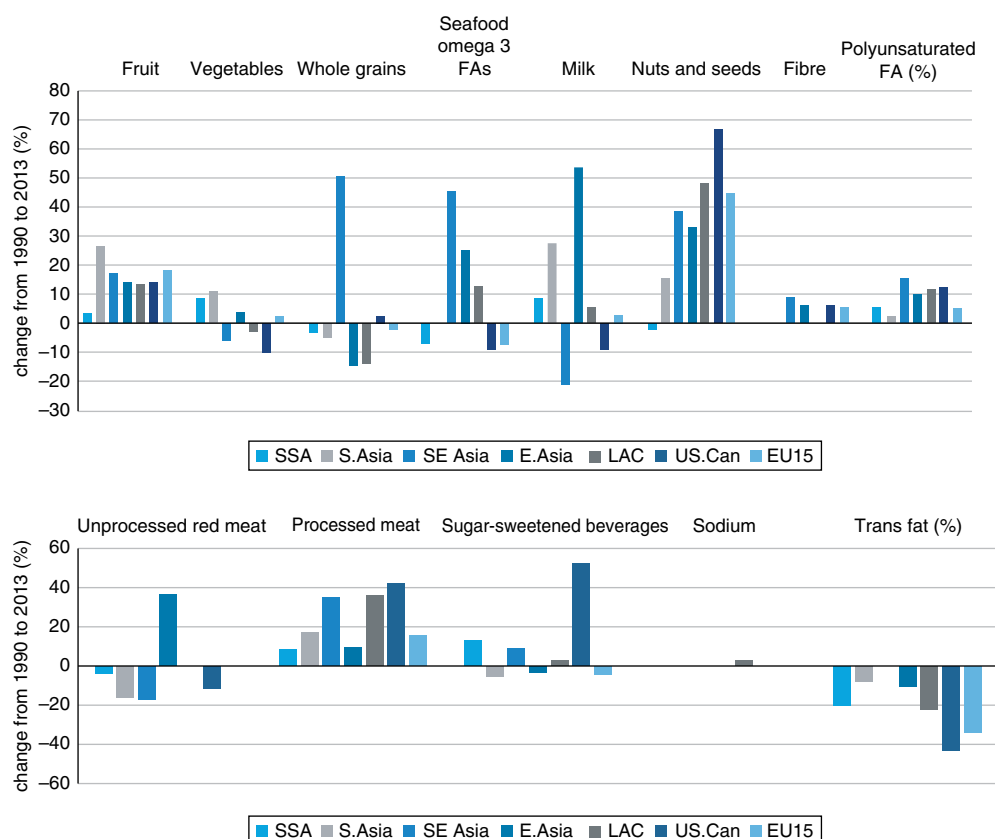 Fruit
Vegetables
Whole grains
Seafood
omega 3
FAs
Milk
Nuts and seeds
Fibre
Polyunsaturated
FA (%)
change from 1990 to 2013 (%)
80
70
60
50
40
30
20
10
0
–10
–20
–30
SSA S.Asia SE Asia E.Asia LAC US.Can EU15
Unprocessed red meat
Processed meat
Sugar-sweetened beverages
Sodium
Trans fat (%)
change from 1990 to 2013 (%)
60
40
20
0
–20
–40
–60
SSA S.Asia SE Asia E.Asia LAC US.Can EU15